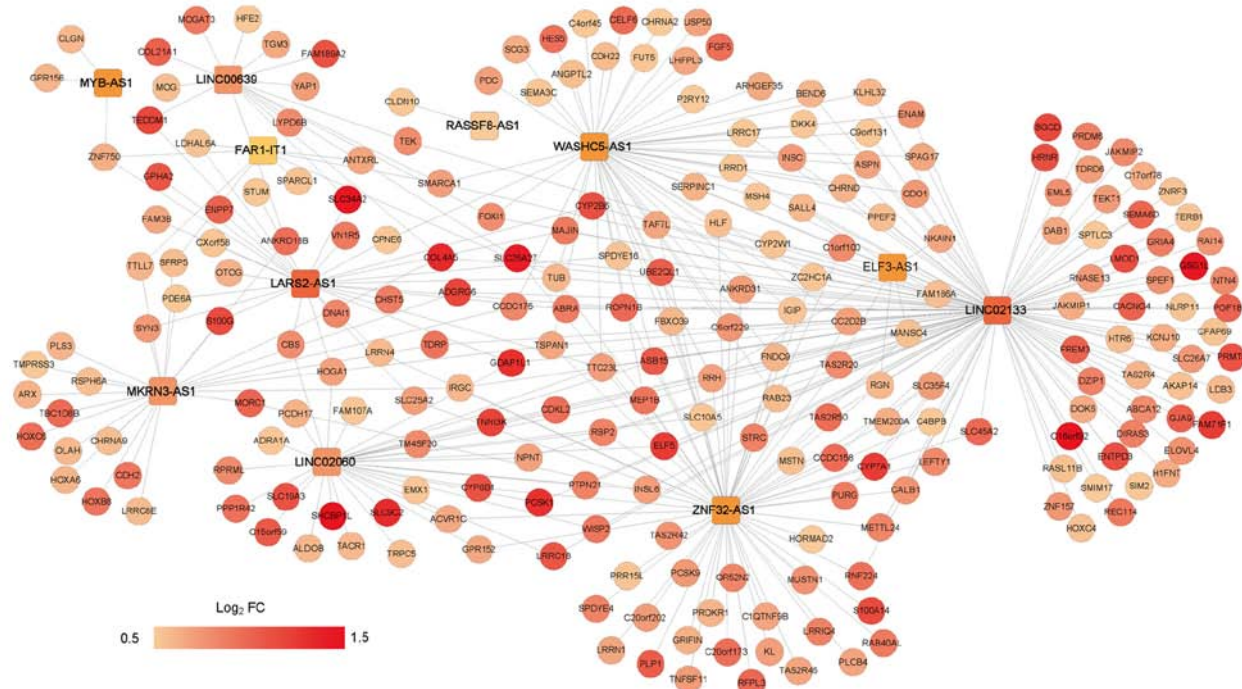 MOGAT3
HFE2
CLGN
COL21A1
TGM3
FAM189A2
GPR156
MYB-AS1
MOG
LINC00639
YAP1
TEDDM1
LYPD6B
ZNF750
LDHAL6A
FAR1-IT1
ANTXRL
TEK
GPHA2
STUM
SPARCL1
SMARCA1
ENPP7
SLC34A2
FAM3B
CXorf58
ANKRD18B
VN1R5
CPNE6
FOXI1
TTLL7
SFRP5
OTOG
LARS2-AS1
PDE6A
COL4A5
SLC25A27
ADGRG6
SYN3
S100G
DNAI1
CHST5
CCDC175
CBS
LRRN4
TDRP
HOGA1
GDAP1L1
TSPAN1
PLS3
TMPRSS3
RSPH6A
ARX
MKRN3-AS1
TBC1D8B
HOXC6
CHRNA9
OLAH
HOXA6
CDH2
HOXB8
LRRC8E
MORC1
PCDH17
FAM107A
ADRA1A
LINC02060
RPRML
PPP1R42
SLC19A3
C15orf59
SHCBP1L
ALDOB
TACR1
SLC9C2
TRPC5
EMX1
ACVR1C
GPR152
TM4SF20
CYP8B1
PCSK1
NPNT
PTPN21
WISP2
LRRC18
IRGC
SLC25A2
TNNI3K
CDKL2
MEP1B
RSP2
INSL6
ELF5
TTC23L
ASB15
CLDN10
RASSF8-AS1
C4orf45
CELF6
CHRNA2
USP50
HES5
SCG3
CDH22
FUT5
LHFPL3
FGF5
PDC
ANGPTL2
SEMA3C
P2RY12
ARHGEF35
BEND6
KLHL32
WASHC5-AS1
DKK4
LRRC17
C9orf131
ENAM
LRRD1
INSC
ASPN
SPAG17
SERPINC1
MSH4
CHRND
CDO1
SALL4
PPEF2
NKAIN1
CYP2B6
MAJIN
TAF7L
HLF
CYP2W1
C1orf100
SPDYE16
UBE2QL1
ZC2HC1A
ELF3-AS1
TUB
ANKRD31
FAM186A
ABRA
ROPN1B
IGIP
FBXO39
C6orf229
CC2D2B
MANSC4
LINC02133
FNDC9
TAS2R20
RRH
RAB23
RGN
SLC35F4
SLC10A5
TAS2R50
TMEM200A
C4BPB
STRC
SLC45A2
MSTN
CCDC158
CYP7A1
LEFTY1
PURG
CALB1
ZNF32-AS1
METTL24
TAS2R42
HORMAD2
PRR15L
PCSK9
OR52N2
MUSTN1
RNF224
SPDYE4
C20orf202
PROKR1
C1QTNF9B
S100A14
LRRN1
GRIFIN
LRRIQ4
RAB40AL
PLP1
C20orf173
KL
PLCB4
TNFSF11
RFPL3
TAS2R46
SGCD
PRDM6
HRNR
JAKMIP2
TDRD6
C17orf78
EML5
TEKT1
ZNRF3
SEMA6D
TERB1
DAB1
SPTLC3
GRIA4
RAI14
LMOD1
GSG1L
RNASE13
SPEF1
NTN4
JAKMIP1
CACNG4
NLRP11
POF1B
HTR6
KCNJ10
CFAP69
FREM3
SLC26A7
DZIP1
TAS2R4
AKAP14
LDB3
DOK5
ABCA12
GJA9
FAM71F1
DIRAS3
ENTPD3
ELOVL4
RASL11B
H1FNT
SMIM17
SIM2
ZNF157
REC114
HOXC4
Log2 FC
0.5
1.5